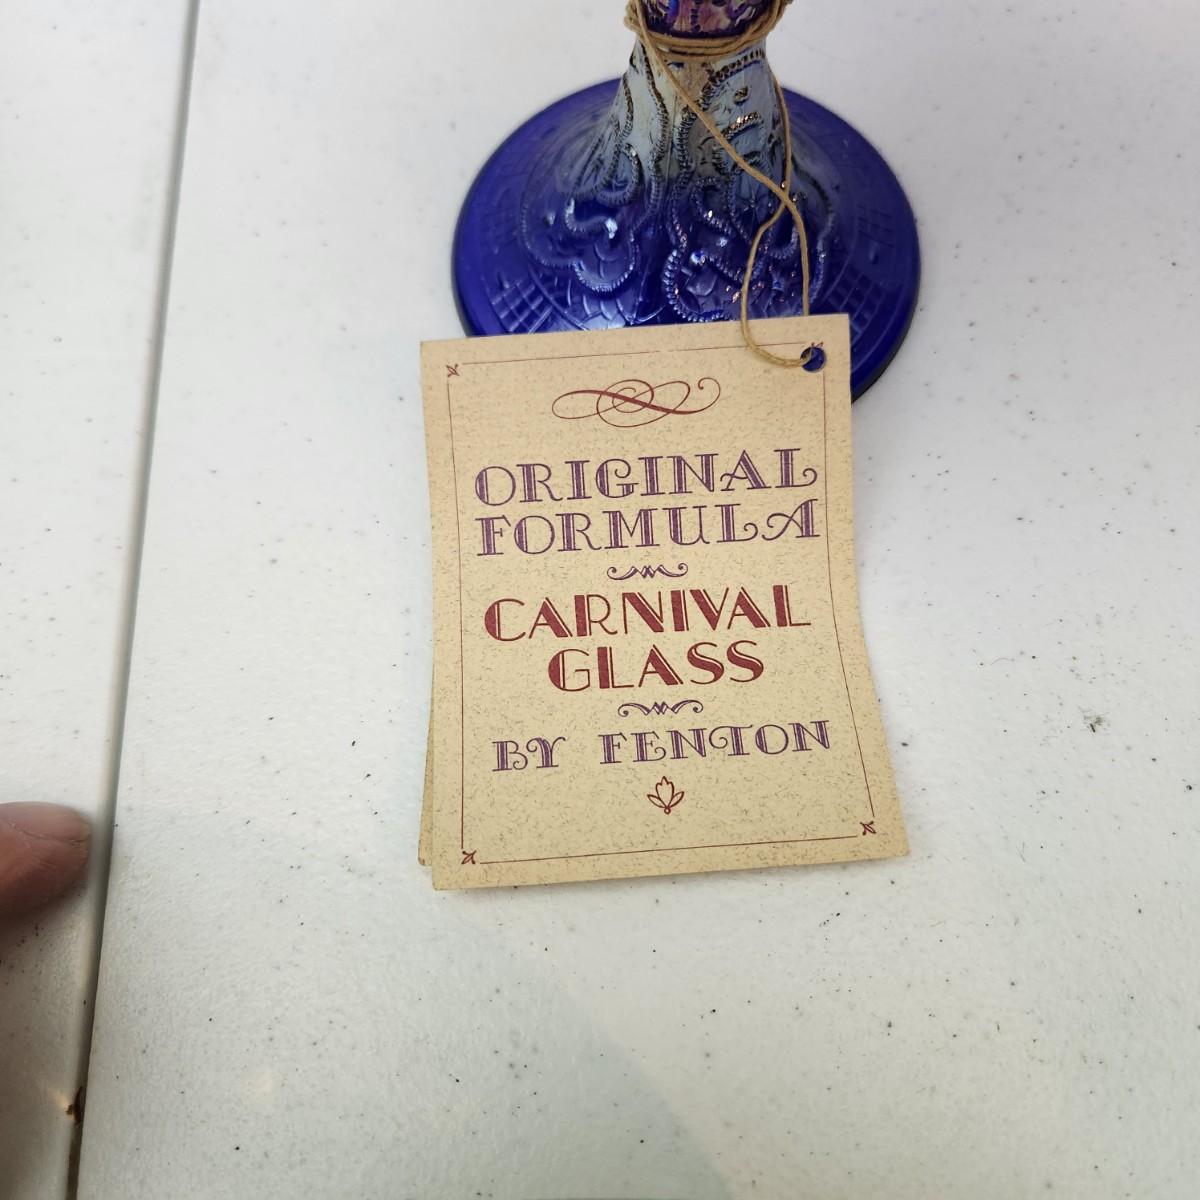 ORIGINAL
FORMULA
CARNIVAL
GLASS
BY FENTON